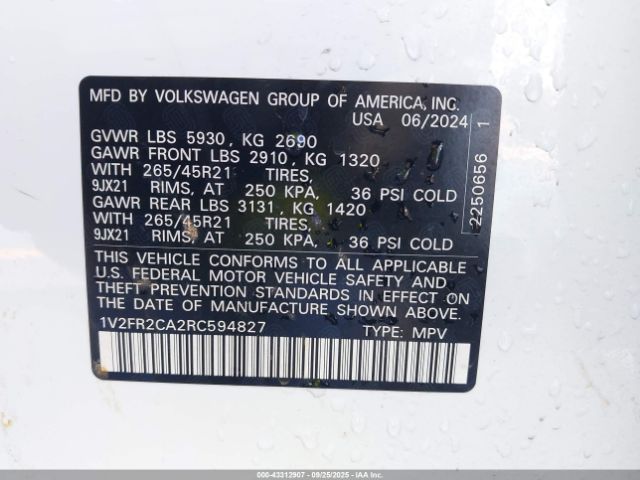 MFD BY VOLKSWAGEN GROUP OF AMERICA, INC.
USA 06/2024
GVWR LBS 5930, KG 2690
GAWR FRONT LBS 2910, KG 1320
WITH 265/45R21 TIRES,
9JX21 RIMS, AT 250 KPA, 36 PSI COLD
GAWR REAR LBS 3131, KG 1420
WITH 265/45R21 TIRES,
9JX21 RIMS, AT 250 KPA, 36 PSI COLD
THIS VEHICLE CONFORMS TO ALL APPLICABLE
U.S. FEDERAL MOTOR VEHICLE SAFETY AND
THEFT PREVENTION STANDARDS IN EFFECT ON
THE DATE OF MANUFACTURE SHOWN ABOVE.
1V2FR2CA2RC594827 TYPE: MPV
2250656 1
000-43312907 - 09/25/2025 - IAAI.COM